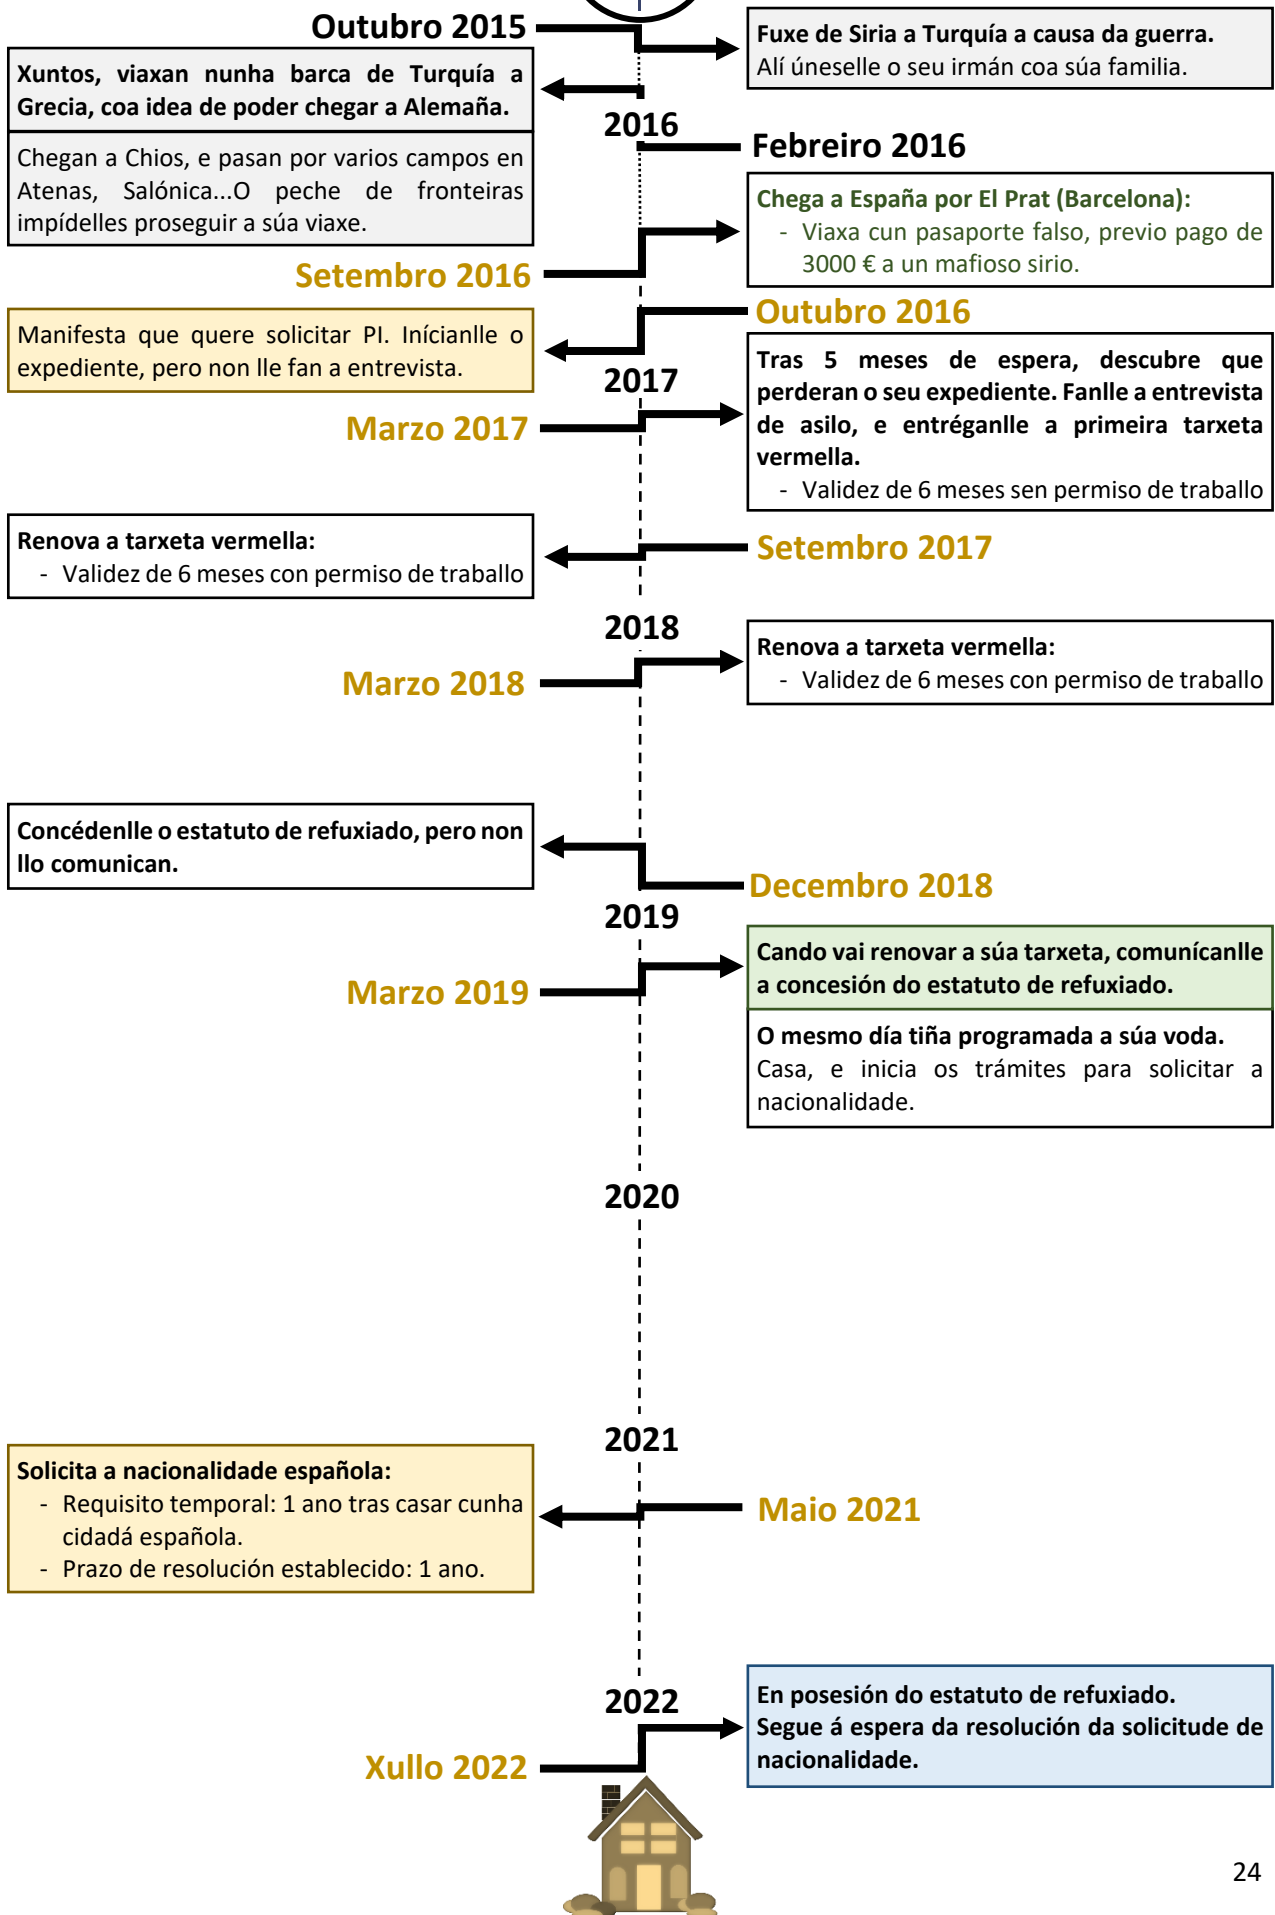 Outubro 2015
Fuxe de Siria a Turquía a causa da guerra.
Alí úneselle o seu irmán coa súa familia.
Xuntos, viaxan nunha barca de Turquía a
Grecia, coa idea de poder chegar a Alemaña.
Chegan a Chios, e pasan por varios campos en
Atenas, Salónica...O peche de fronteiras
impídelles proseguir a súa viaxe.
2016
Febreiro 2016
Chega a España por El Prat (Barcelona):
- Viaxa cun pasaporte falso, previo pago de
3000 € a un mafioso sirio.
Setembro 2016
Outubro 2016
Manifesta que quere solicitar PI. Inícianlle o
expediente, pero non lle fan a entrevista.
2017
Marzo 2017
Tras 5 meses de espera, descubre que
perderan o seu expediente. Fanlle a entrevista
de asilo, e entréganlle a primeira tarxeta
vermella.
- Validez de 6 meses sen permiso de traballo
Setembro 2017
Renova a tarxeta vermella:
- Validez de 6 meses con permiso de traballo
2018
Marzo 2018
Renova a tarxeta vermella:
- Validez de 6 meses con permiso de traballo
Concédenlle o estatuto de refuxiado, pero non
llo comunican.
Decembro 2018
2019
Marzo 2019
Cando vai renovar a súa tarxeta, comunícanlle
a concesión do estatuto de refuxiado.
O mesmo día tiña programada a súa voda.
Casa, e inicia os trámites para solicitar a
nacionalidade.
2020
2021
Solicita a nacionalidade española:
- Requisito temporal: 1 ano tras casar cunha
cidadá española.
- Prazo de resolución establecido: 1 ano.
Maio 2021
2022
Xullo 2022
En posesión do estatuto de refuxiado.
Segue á espera da resolución da solicitude de
nacionalidade.
24